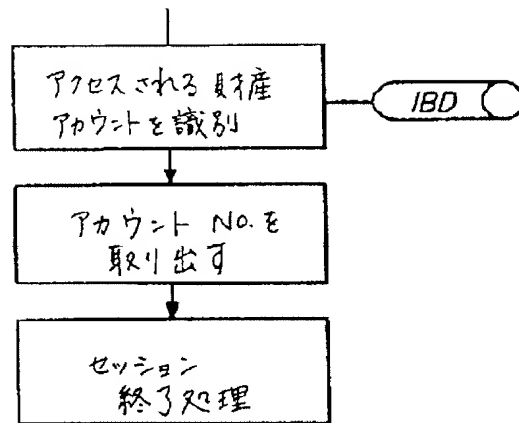 アクセスされる財産
アカウントを識別
IBD
アカウント NO.を
取り出す
セッション
終了処理